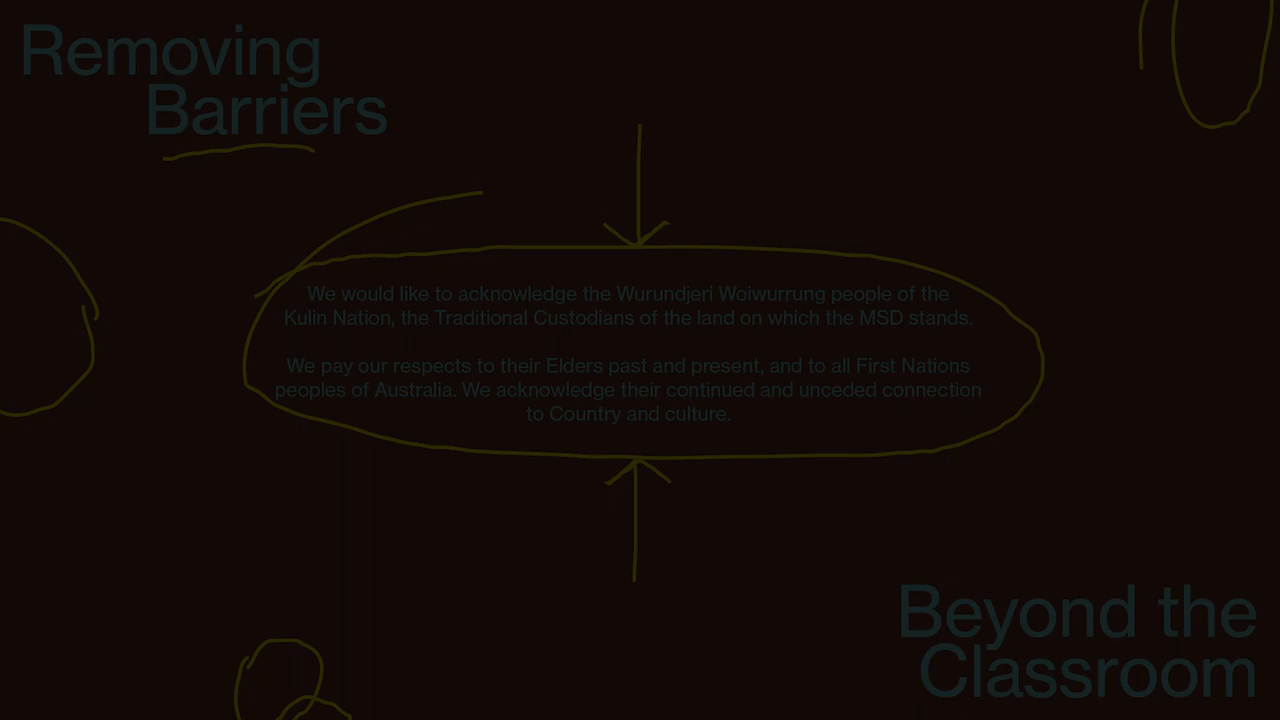 Removing
Barriers
We would like to acknowledge the Wurundjeri Woiwurrung people of the
Kulin Nation, the Traditional Custodians of the land on which the MSD stands.
We pay our respects to their Elders past and present, and to all First Nations
peoples of Australia. We acknowledge their continued and unceded connection
to Country and culture.
Beyond the
Classroom